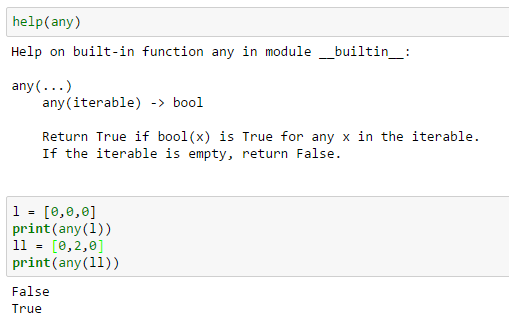 help(any)
Help on built-in function any in module __builtin__:
any(...)
    any(iterable) -> bool
    Return True if bool(x) is True for any x in the iterable.
    If the iterable is empty, return False.
l = [0,0,0]
print(any(l))
ll = [0,2,0]
print(any(ll))
False
True